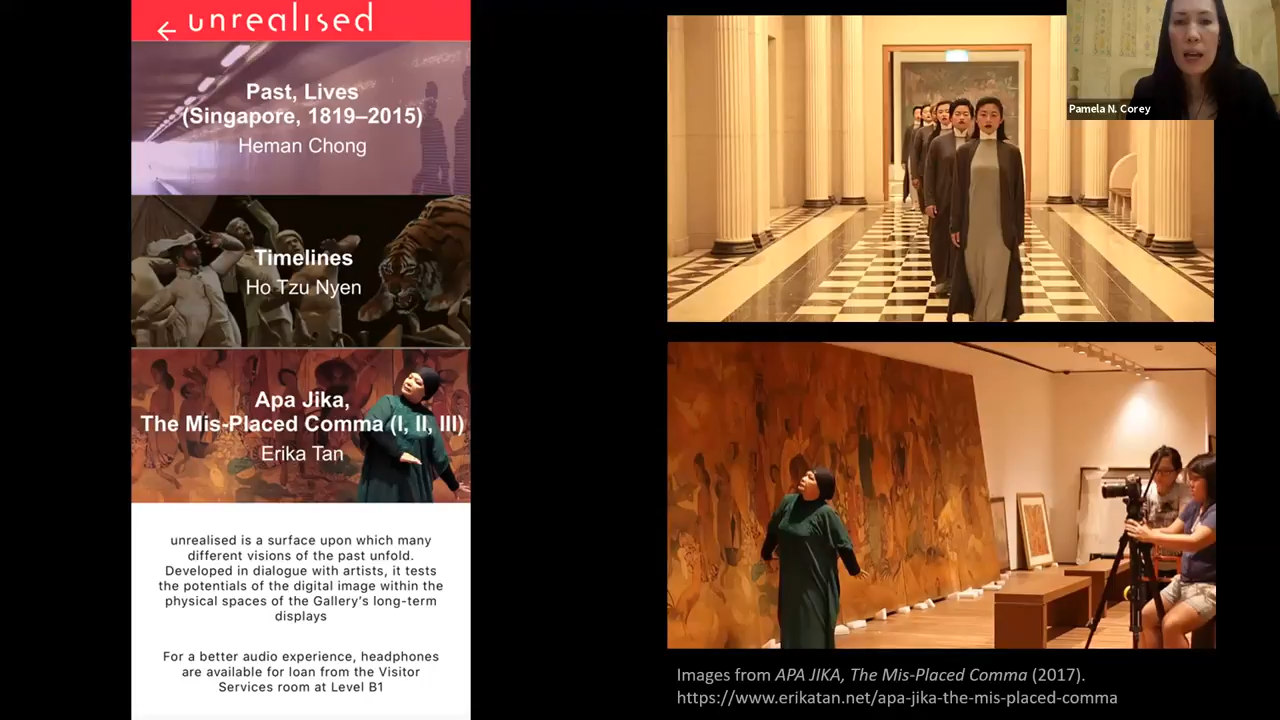 unrealised
Past, Lives
(Singapore, 1819–2015)
Heman Chong
Timelines
Ho Tzu Nyen
Apa Jika,
The Mis-Placed Comma (I, II, III)
Erika Tan
unrealised is a surface upon which many
different visions of the past unfold.
Developed in dialogue with artists, it tests
the potentials of the digital image within the
physical spaces of the Gallery's long-term
displays
For a better audio experience, headphones
are available for loan from the Visitor
Services room at Level B1
Pamela N. Corey
Images from APA JIKA, The Mis-Placed Comma (2017).
https://www.erikatan.net/apa-jika-the-mis-placed-comma